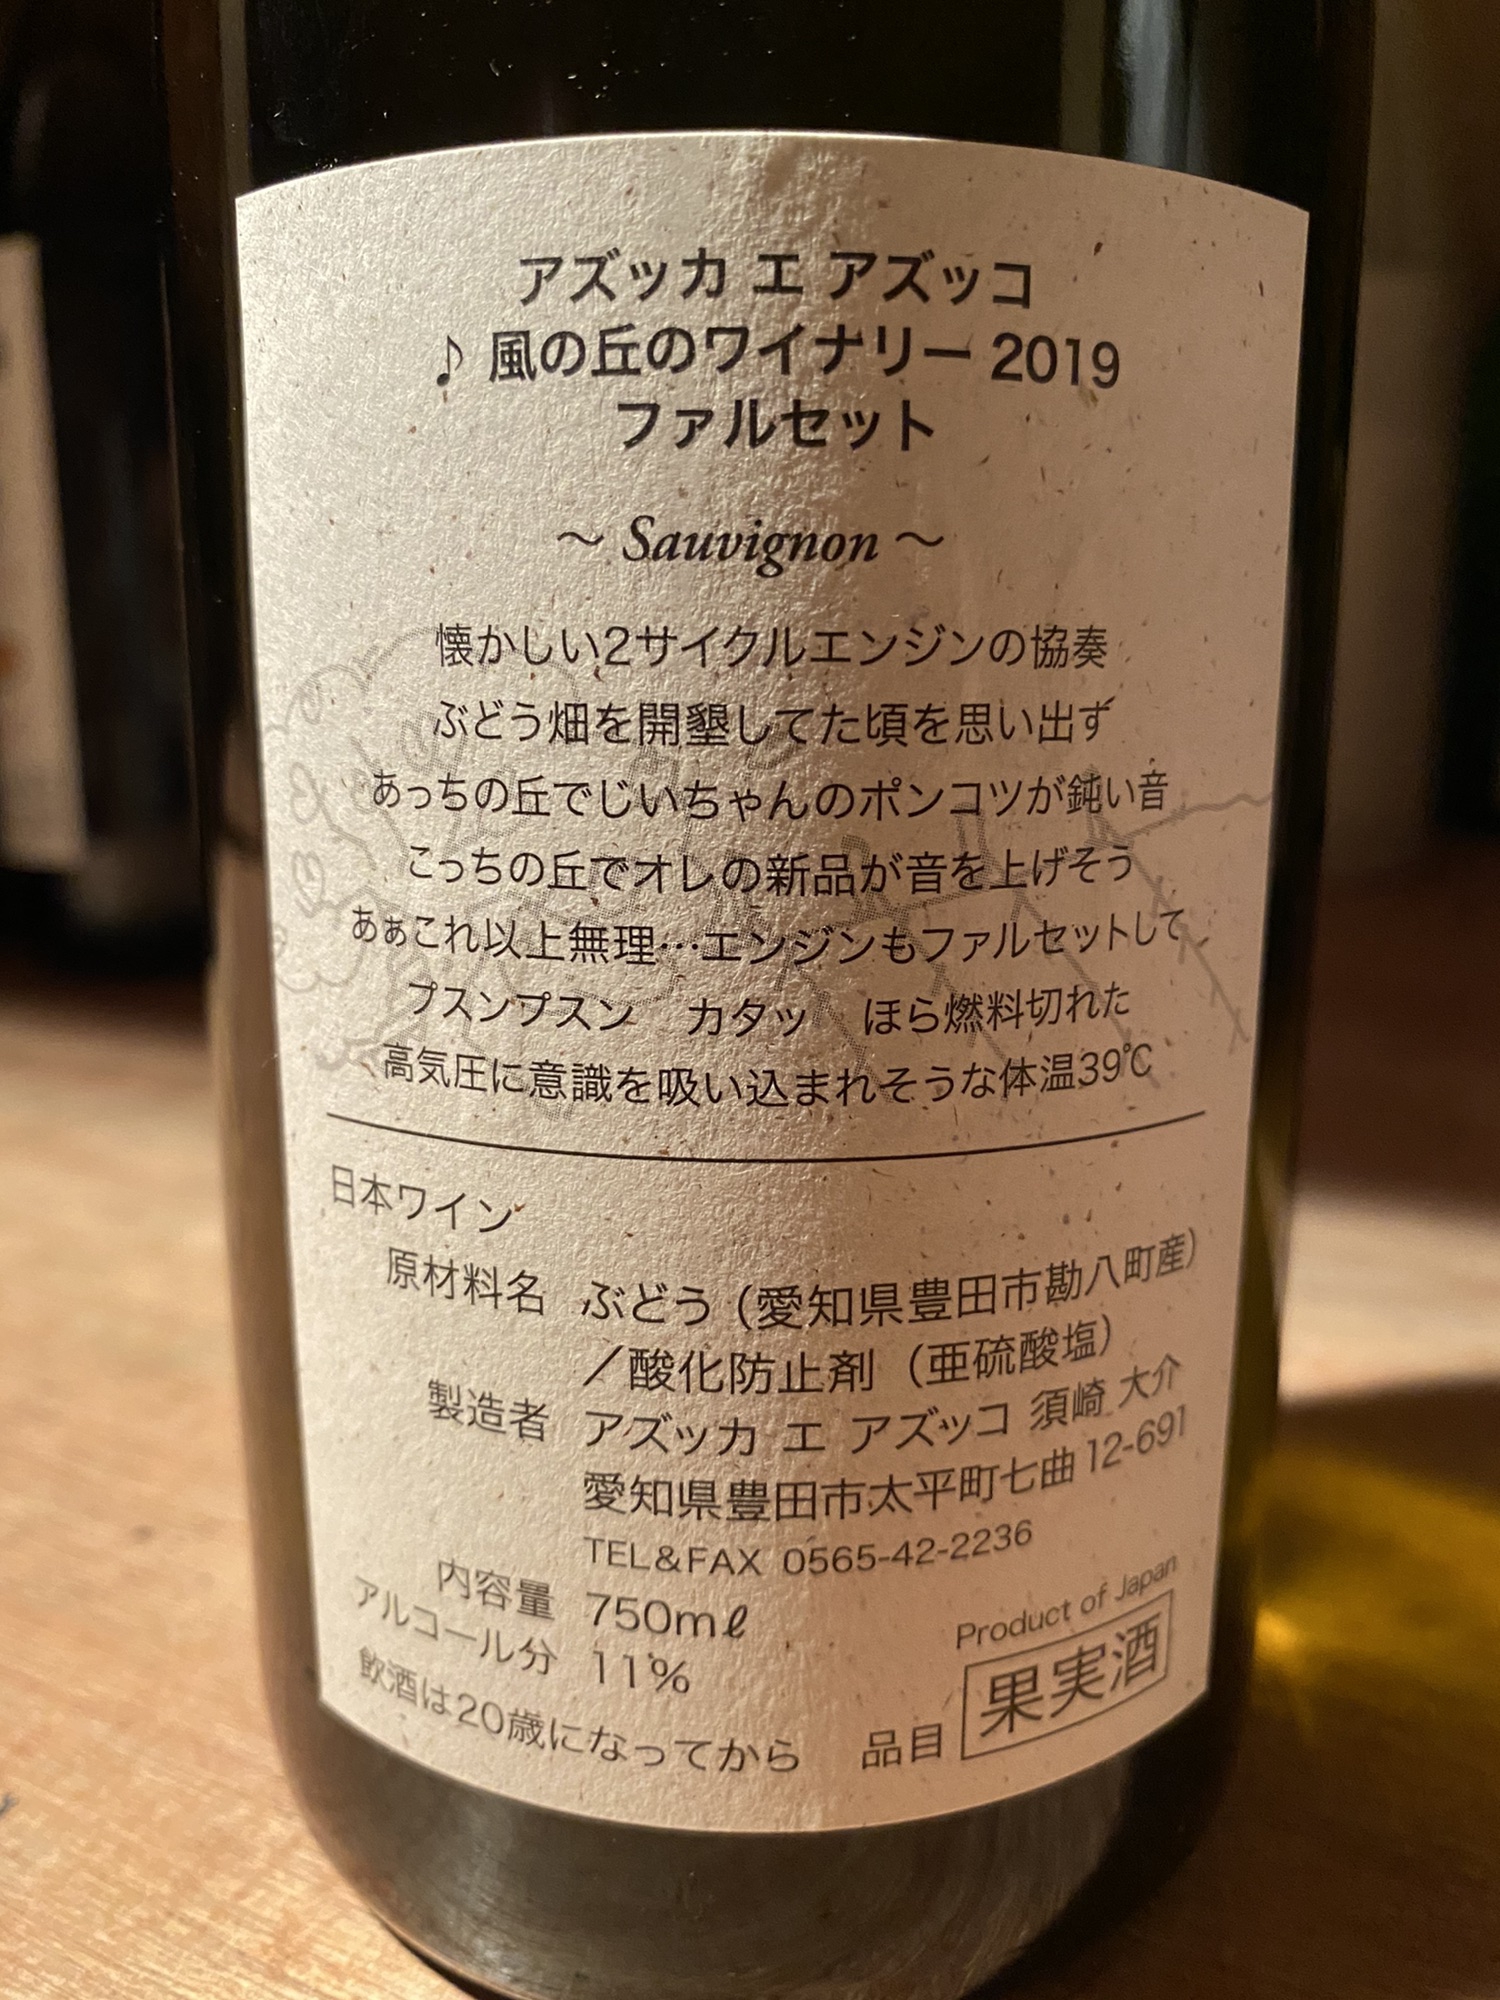 アズッカ エ アズッコ
♪ 風の丘のワイナリー 2019
ファルセット
～ Sauvignon ～
懐かしい2サイクルエンジンの協奏
ぶどう畑を開墾してた頃を思い出ず
あっちの丘でじいちゃんのポンコツが鈍い音
こっちの丘でオレの新品が音を上げそう
あぁこれ以上無理…エンジンもファルセットして
プスンプスン　カタッ　ほら燃料切れた
高気圧に意識を吸い込まれそうな体温39℃
日本ワイン
原材料名 ぶどう（愛知県豊田市勘八町産）
／酸化防止剤（亜硫酸塩）
製造者 アズッカ エ アズッコ 須崎 大介
愛知県豊田市太平町七曲 12-691
TEL&FAX 0565-42-2236
内容量 750mℓ
アルコール分 11%
Product of Japan
飲酒は20歳になってから 品目 果実酒